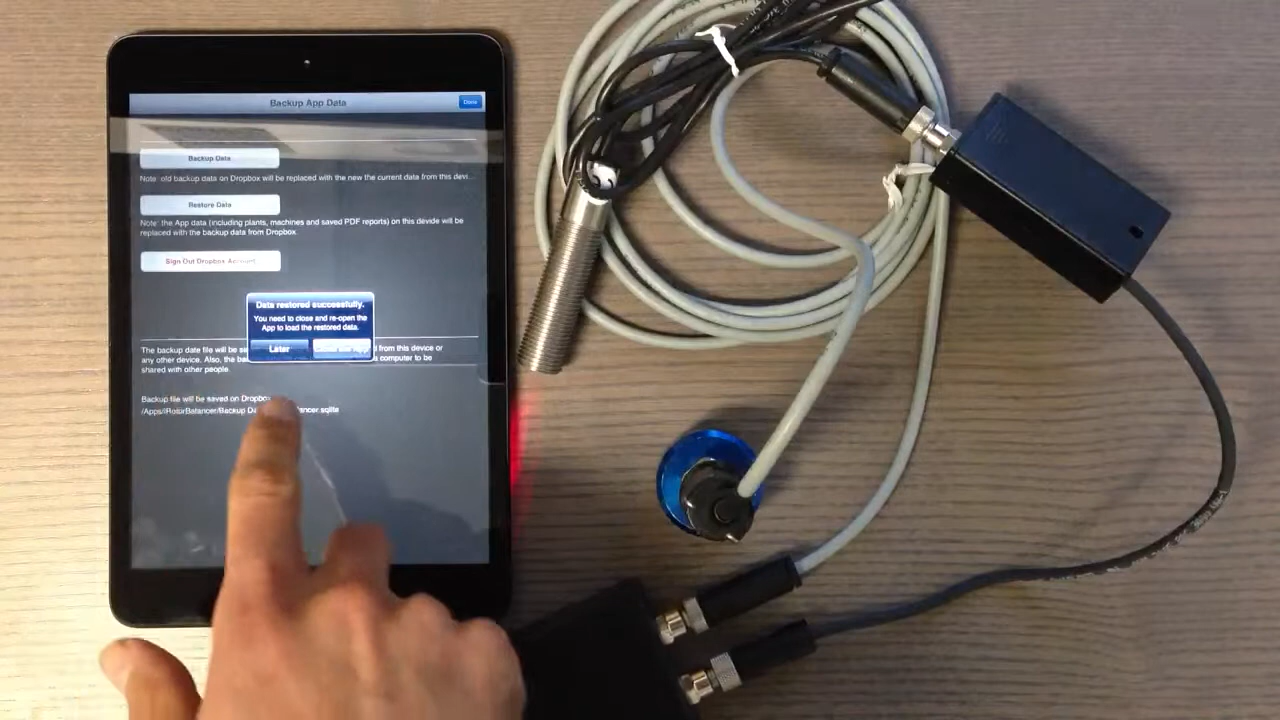 Backup App Data
Done
Backup Data
Note: old backup data on Dropbox will be replaced with the new the current data from this devi...
Restore Data
Note: the App data (including plants, machines and saved PDF reports) on this devide will be
replaced with the backup data from Dropbox.
Sign Out Dropbox Account
Data restored successfully.
You need to close and re-open the
App to load the restored data.
Later
The backup date file will be from this device or
any other device. Also, the computer to be
shared with other people.
Backup file will be saved on Dropbox
/Apps/iRotorBalancer/Backup ancer.sqlite